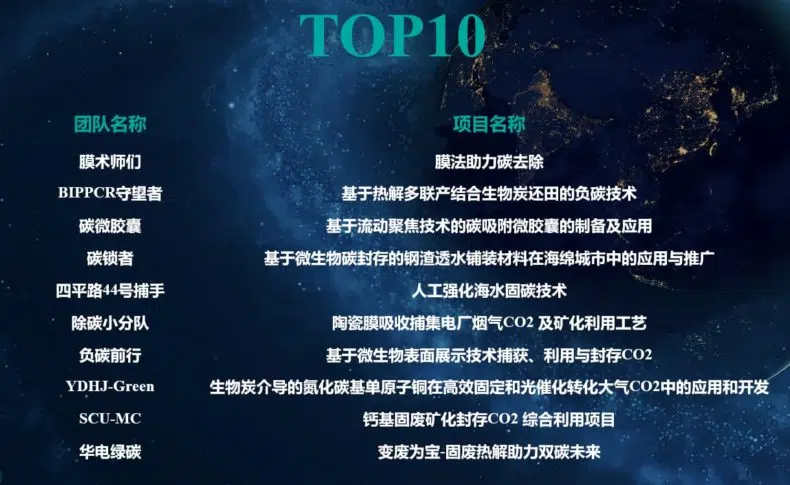 TOP10
团队名称 项目名称
膜术师们 膜法助力碳去除
BIPPCR守望者 基于热解多联产结合生物炭还田的负碳技术
碳微胶囊 基于流动聚焦技术的碳吸附微胶囊的制备及应用
碳锁者 基于微生物碳封存的钢渣透水铺装材料在海绵城市中的应用与推广
四平路44号捕手 人工强化海水固碳技术
除碳小分队 陶瓷膜吸收捕集电厂烟气CO2 及矿化利用工艺
负碳前行 基于微生物表面展示技术捕获、利用与封存CO2
YDHJ-Green 生物炭介导的氮化碳基单原子铜在高效固定和光催化转化大气CO2中的应用和开发
SCU-MC 钙基固废矿化封存CO2 综合利用项目
华电绿碳 变废为宝-固废热解助力双碳未来